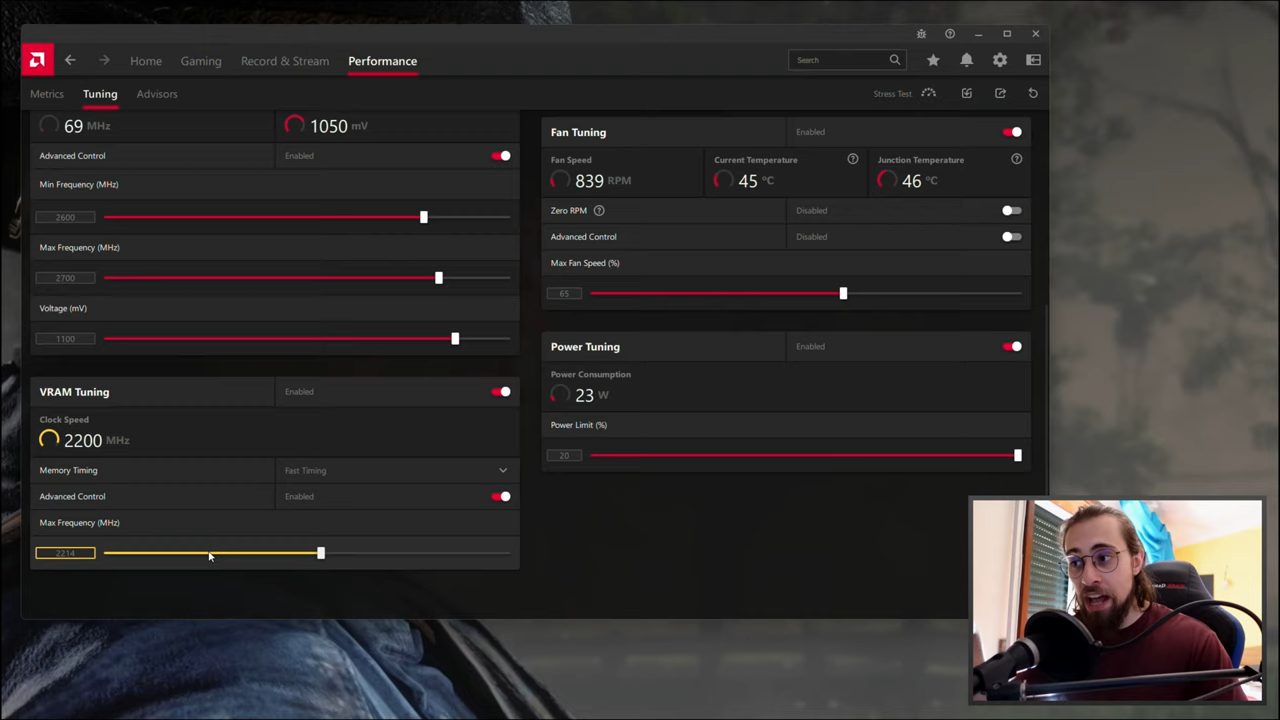 Home Gaming Record & Stream Performance Search
Metrics Tuning Advisors Stress Test
69 MHz 1050 mV
Advanced Control Enabled
Min Frequency (MHz)
2600
Max Frequency (MHz)
2700
Voltage (mV)
1100
VRAM Tuning Enabled
Clock Speed
2200 MHz
Memory Timing Fast Timing
Advanced Control Enabled
Max Frequency (MHz)
2214
Fan Tuning Enabled
Fan Speed Current Temperature Junction Temperature
839 RPM 45 °C 46 °C
Zero RPM Disabled
Advanced Control Disabled
Max Fan Speed (%)
65
Power Tuning Enabled
Power Consumption
23 W
Power Limit (%)
20